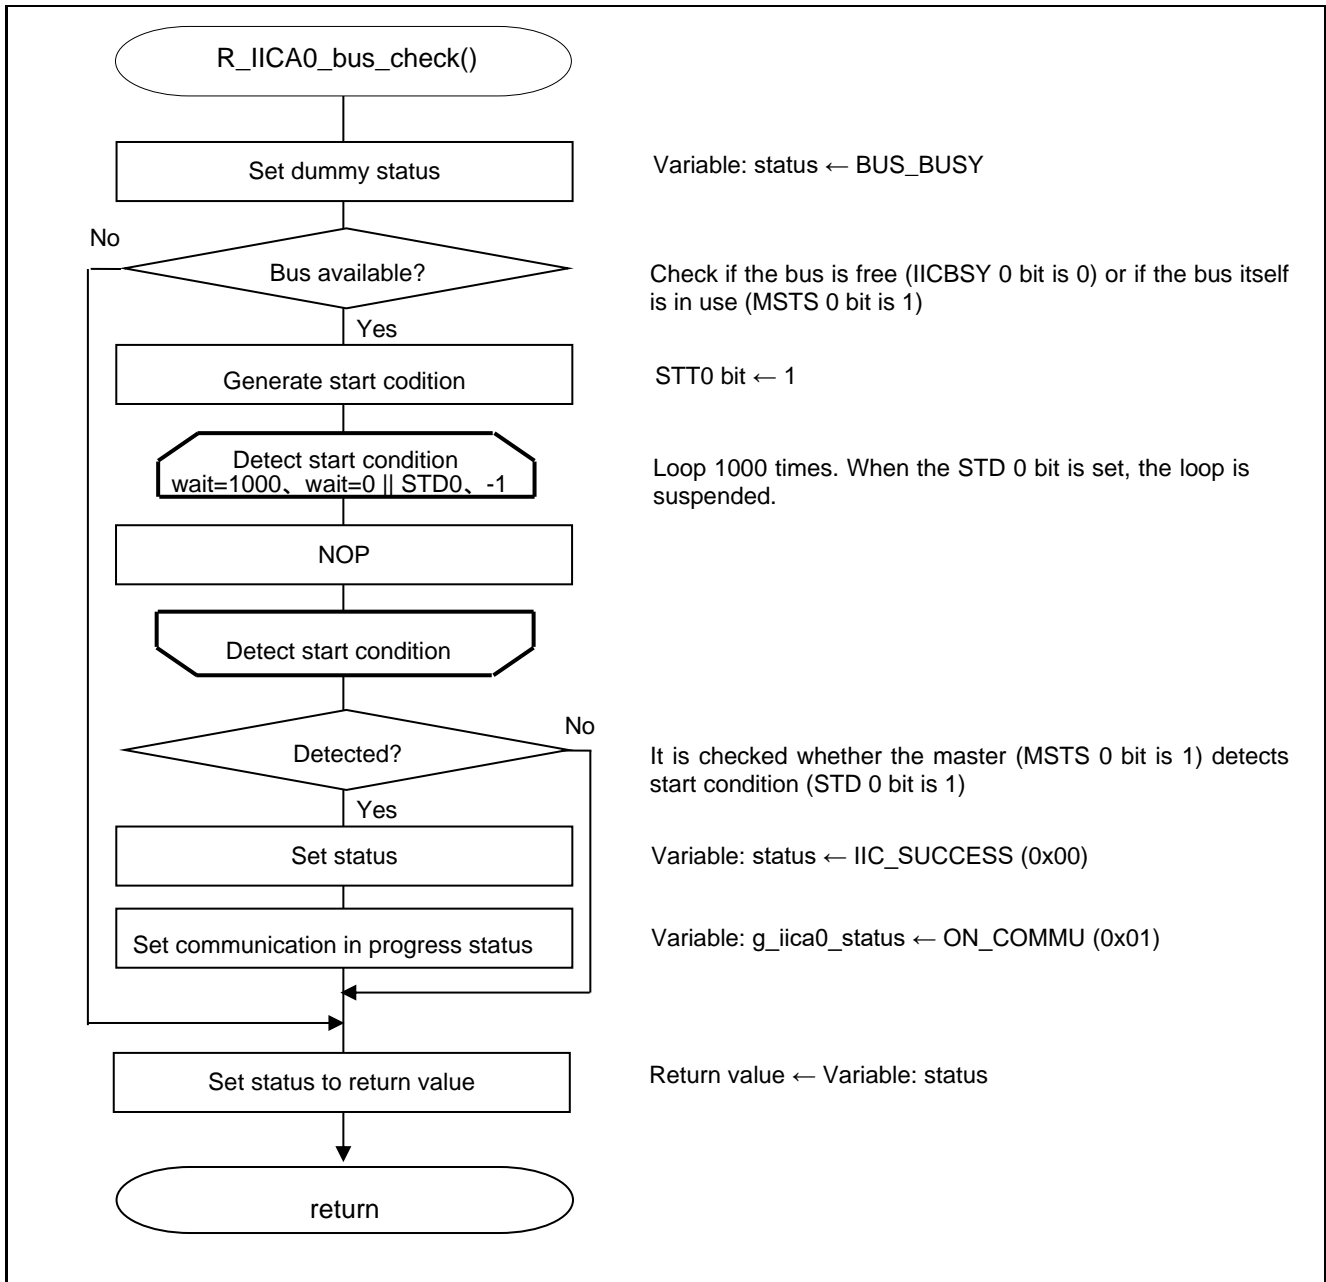 R_IICA0_bus_check()
Set dummy status
Variable: status ← BUS_BUSY
No
Bus available?
Check if the bus is free (IICBSY 0 bit is 0) or if the bus itself
is in use (MSTS 0 bit is 1)
Yes
Generate start codition
STT0 bit ← 1
Detect start condition
wait=1000、wait=0 || STD0、-1
Loop 1000 times. When the STD 0 bit is set, the loop is
suspended.
NOP
Detect start condition
No
Detected?
It is checked whether the master (MSTS 0 bit is 1) detects
start condition (STD 0 bit is 1)
Yes
Set status
Variable: status ← IIC_SUCCESS (0x00)
Set communication in progress status
Variable: g_iica0_status ← ON_COMMU (0x01)
Set status to return value
Return value ← Variable: status
return